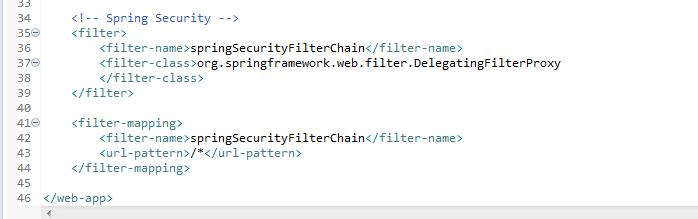 33
34 <!-- Spring Security -->
35 <filter>
36 <filter-name>springSecurityFilterChain</filter-name>
37 <filter-class>org.springframework.web.filter.DelegatingFilterProxy
38 </filter-class>
39 </filter>
40
41 <filter-mapping>
42 <filter-name>springSecurityFilterChain</filter-name>
43 <url-pattern>/*</url-pattern>
44 </filter-mapping>
45
46 </web-app>